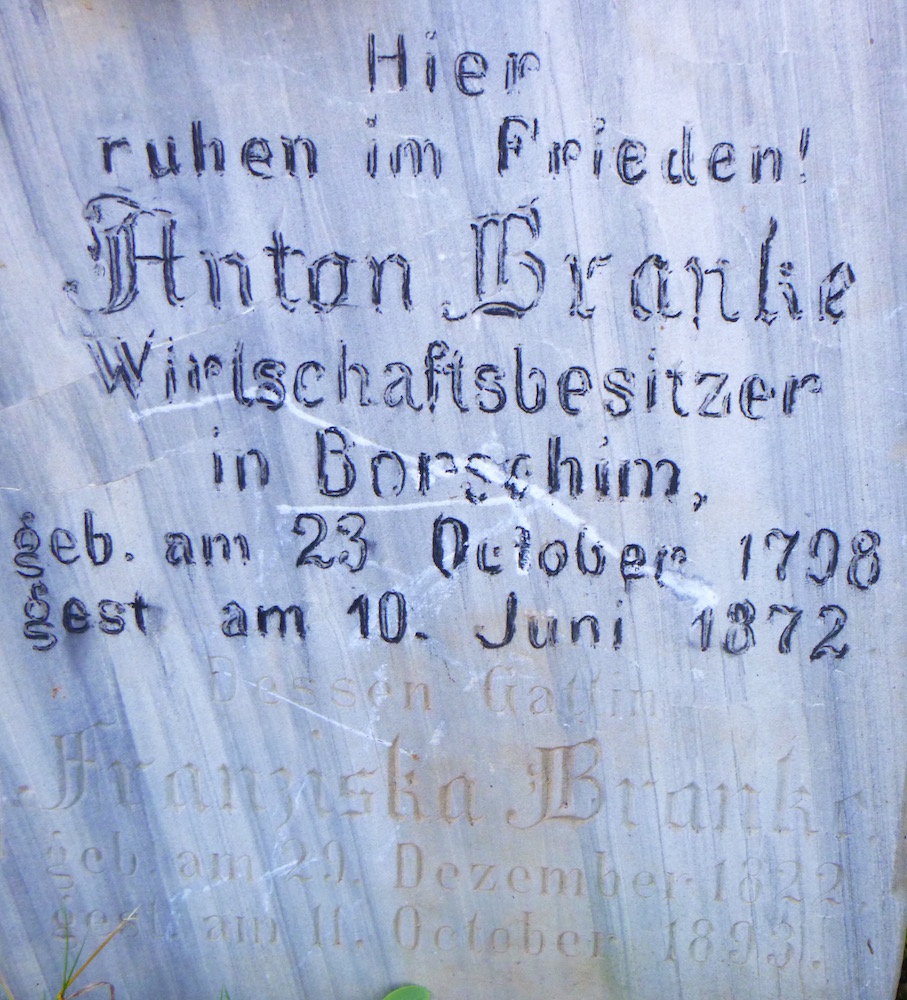 Hier
ruhen im Frieden!
Anton Branke
Wirtschaftsbesitzer
in Borschim,
geb. am 23 October 1798
gest am 10. Juni 1872
Dessen Gattin
Franziska Branke
geb. am 29. Dezember 1822
gest. am 11. October 1893.